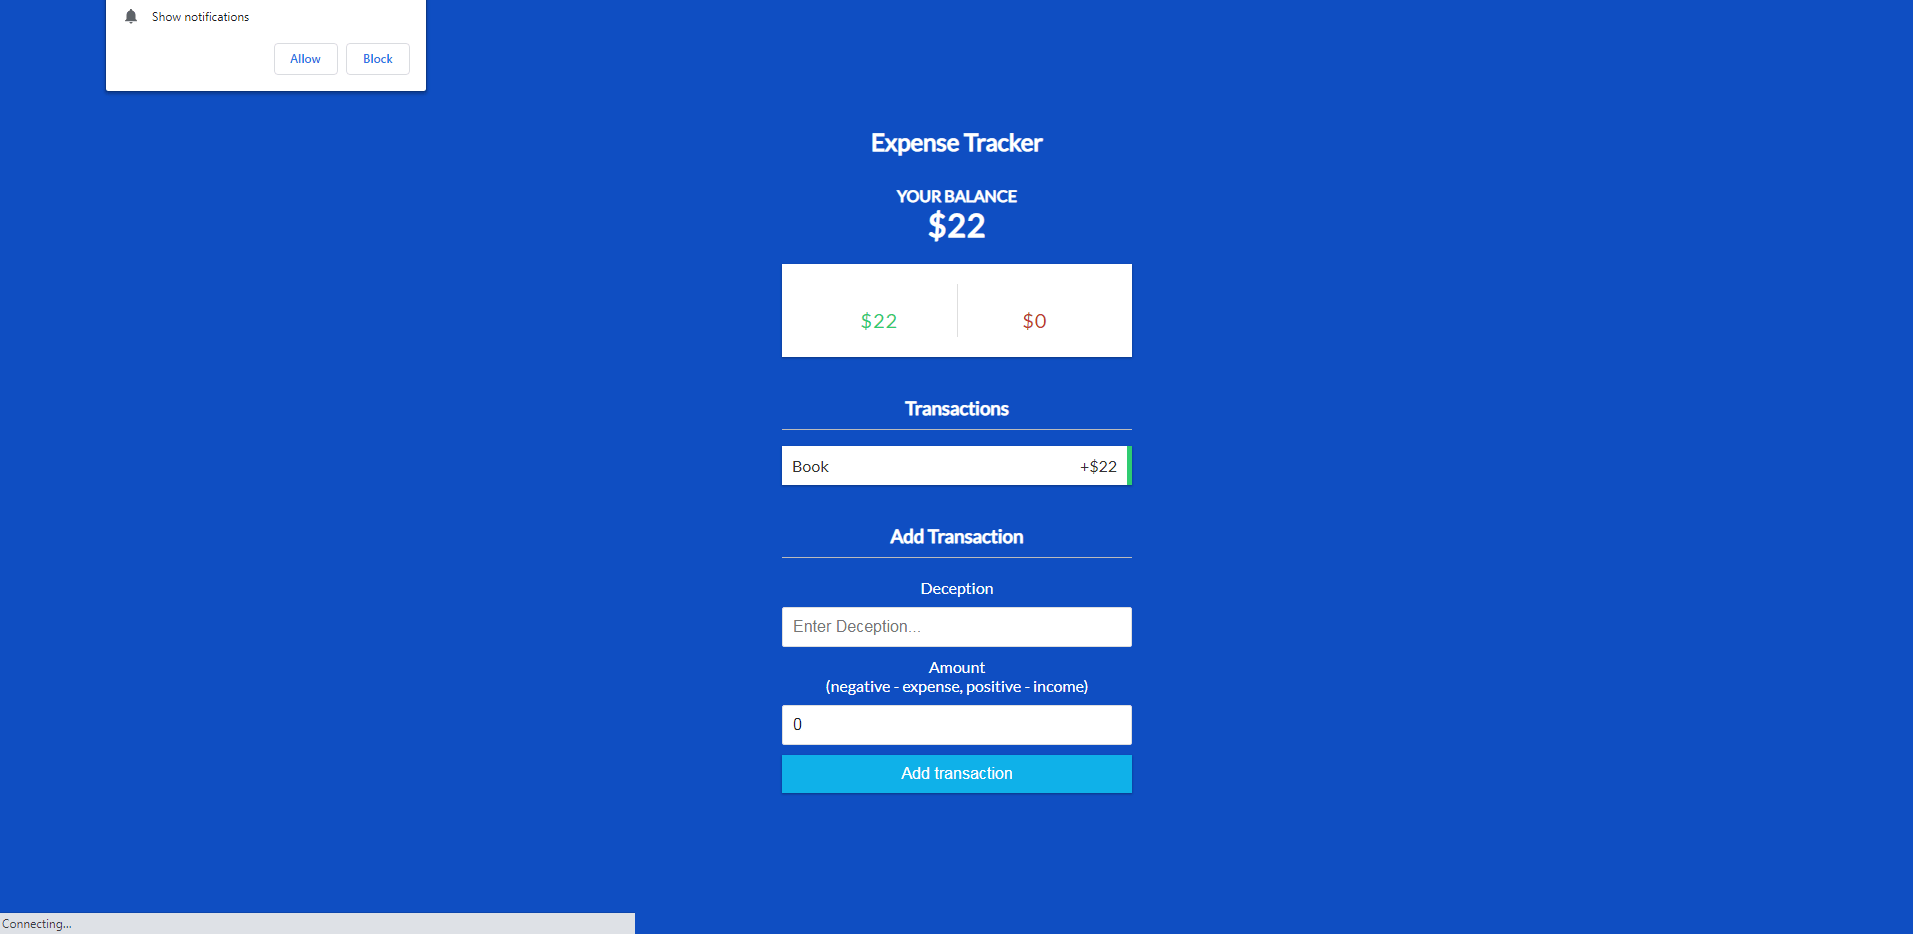 Show notifications
Allow Block
Expense Tracker
YOUR BALANCE
$22
$22 $0
Transactions
Book +$22
Add Transaction
Deception
Enter Deception...
Amount
(negative - expense, positive - income)
0
Add transaction
Connecting...